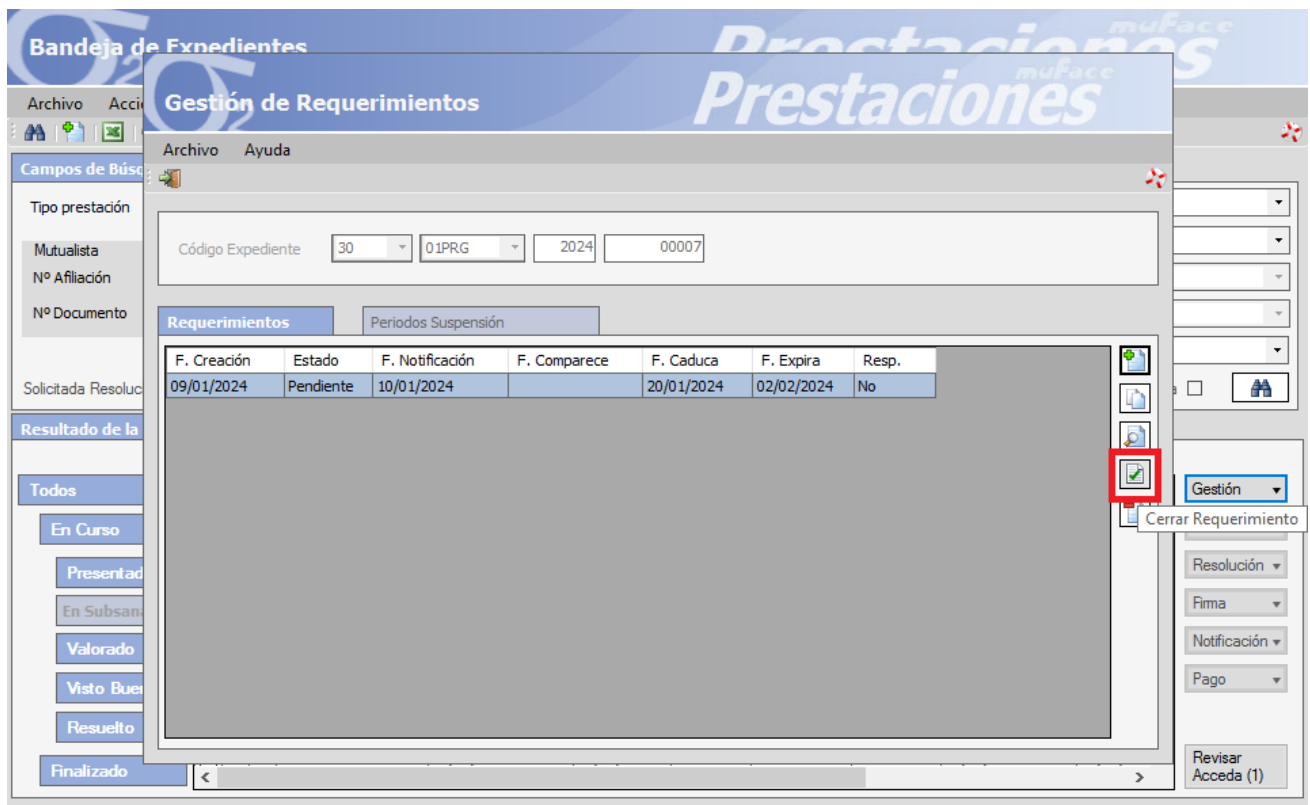 Bandeja de Expedientes
muface
Prestaciones
Archivo Acci
Campos de Búsq
Tipo prestación
Mutualista
Nº Afiliación
Nº Documento
Solicitada Resoluc
Resultado de la
Todos
En Curso
Presentad
En Subsana
Valorado
Visto Buen
Resuelto
Finalizado
Gestión de Requerimientos
muface
Prestaciones
Archivo Ayuda
Código Expediente 30 01PRG 2024 00007
Requerimientos Periodos Suspensión
F. Creación Estado F. Notificación F. Comparece F. Caduca F. Expira Resp.
09/01/2024 Pendiente 10/01/2024 20/01/2024 02/02/2024 No
Cerrar Requerimiento
a
Gestión
Resolución
Firma
Notificación
Pago
Revisar
Acceda (1)